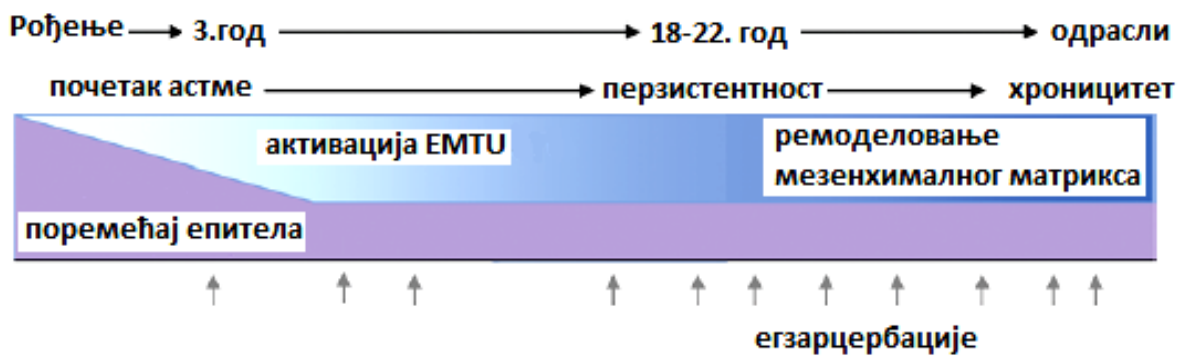 Рођење 3.год 18-22. год одрасли
почетак астме перзистентност хроницитет
активација EMTU
ремоделовање
мезенхималног матрикса
поремећај епитела
егзарцербације